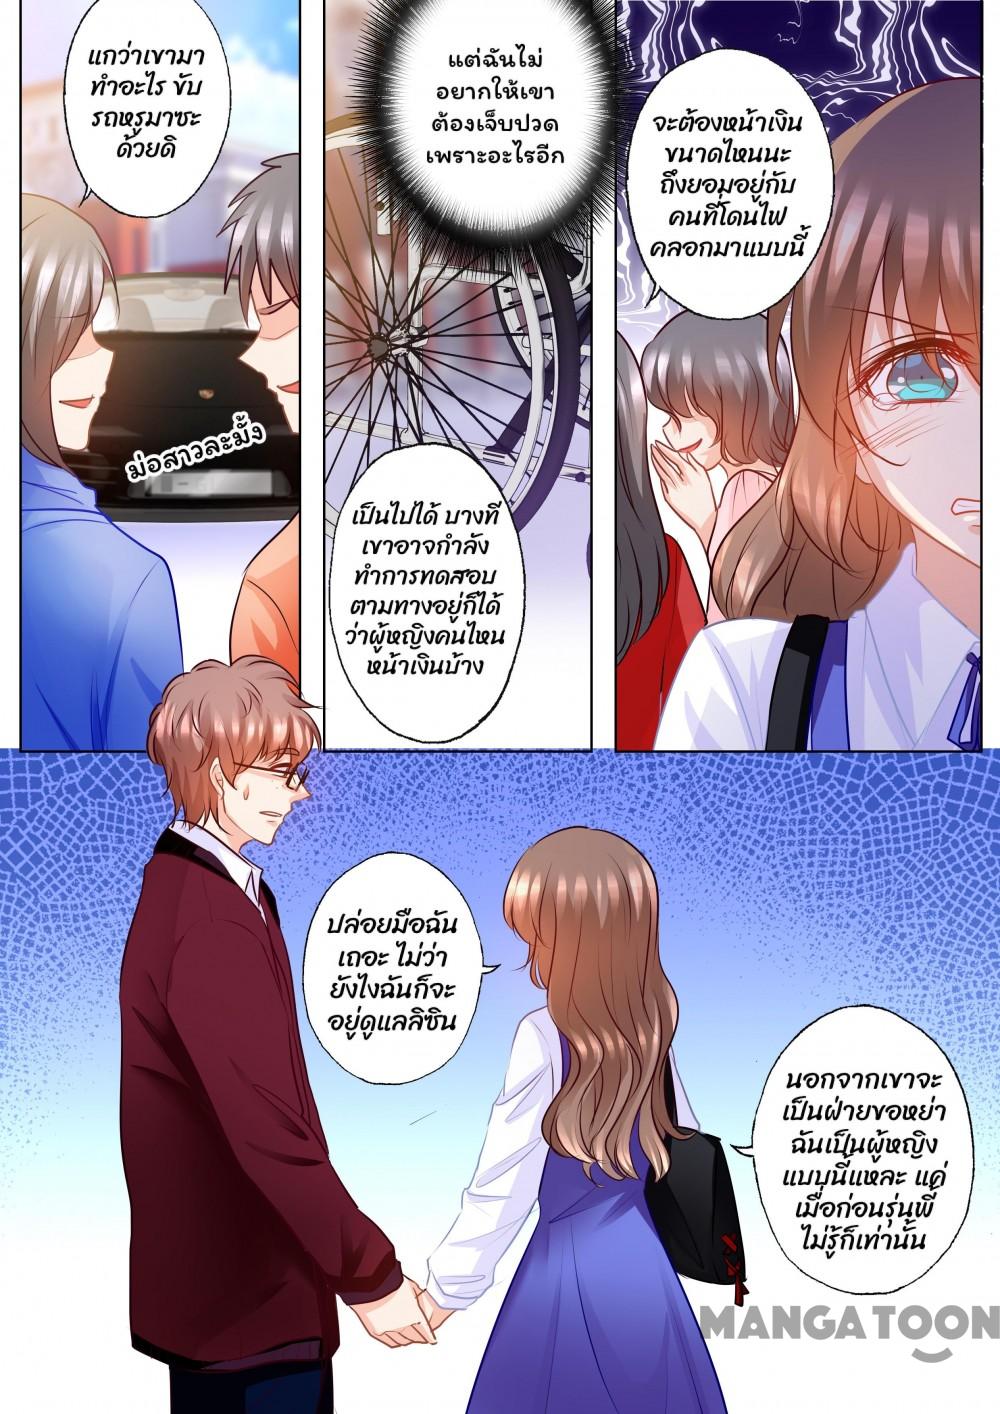 แกว่าเขามา
ทำอะไร ขับ
รถหรูมาซะ
ด้วยดิ
ม่อสาวละมั้ง
แต่ฉันไม่
อยากให้เขา
ต้องเจ็บปวด
เพราะอะไรอีก
เป็นไปได้ บางที
เขาอาจกำลัง
ทำการทดสอบ
ตามทางอยู่ก็ได้
ว่าผู้หญิงคนไหน
หน้าเงินบ้าง
จะต้องหน้าเงิน
ขนาดไหนนะ
ถึงยอมอยู่กับ
คนที่โดนไฟ
คลอกมาแบบนี้
ปล่อยมือฉัน
เถอะ ไม่ว่า
ยังไงฉันก็จะ
อยู่ดูแลลิซิน
นอกจากเขาจะ
เป็นฝ่ายขอหย่า
ฉันเป็นผู้หญิง
แบบนี้แหละ แค่
เมื่อก่อนรุ่นพี่
ไม่รู้ก็เท่านั้น
MANGATOON